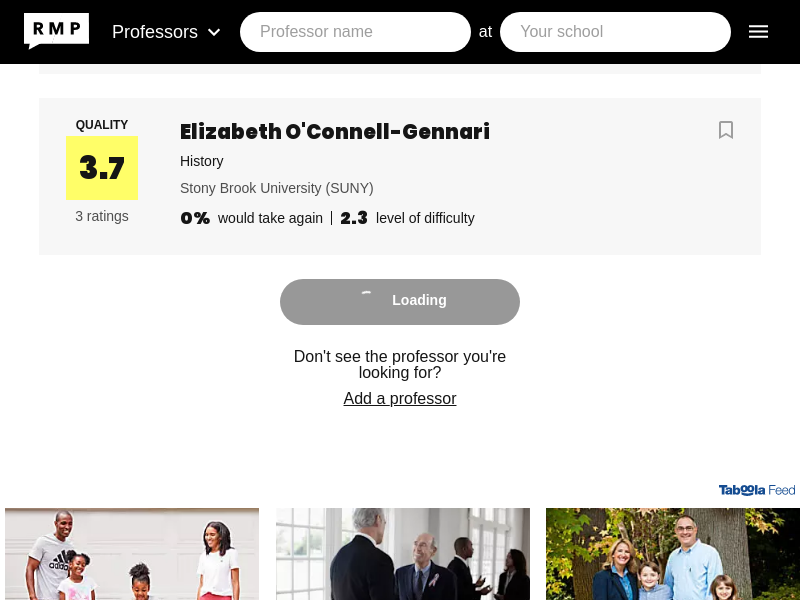 RMP
Professors
Professor name
at
Your school
QUALITY
3.7
3 ratings
Elizabeth O'Connell-Gennari
History
Stony Brook University (SUNY)
0% would take again | 2.3 level of difficulty
Loading
Don't see the professor you're
looking for?
Add a professor
Taboola Feed
adidas